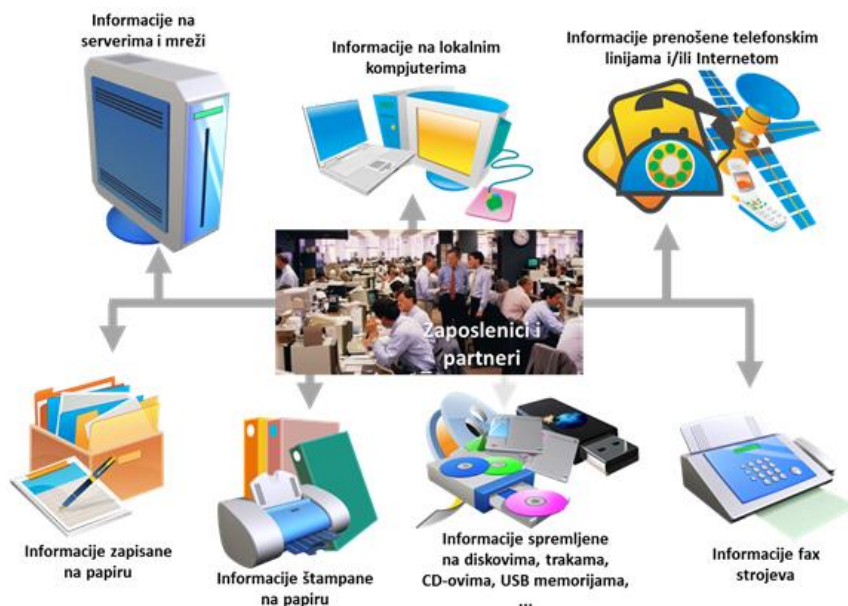 Informacije na
serverima i mreži
Informacije na lokalnim
kompjuterima
Informacije prenošene telefonskim
linijama i/ili Internetom
Zaposlenici i
partneri
Informacije zapisane
na papiru
Informacije štampane
na papiru
Informacije spremljene
na diskovima, trakama,
CD-ovima, USB memorijama,
...
Informacije fax
strojeva